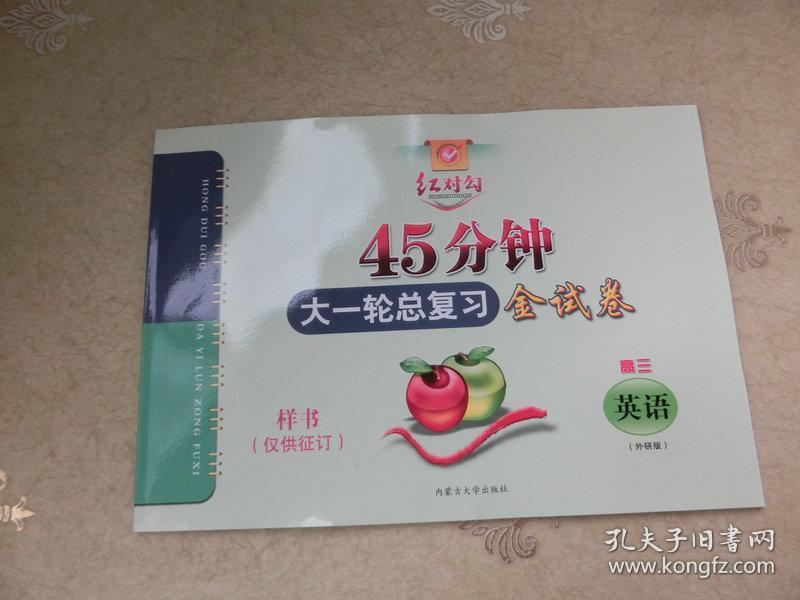 红对勾
HONGDUIGOU
45分钟
大一轮总复习
金试卷
高三
英语
(外研版)
样书
(仅供征订)
内蒙古大学出版社
HONG DUI GOU
DA YI LUN ZONG FUXI
孔夫子旧书网
www.kongfz.com